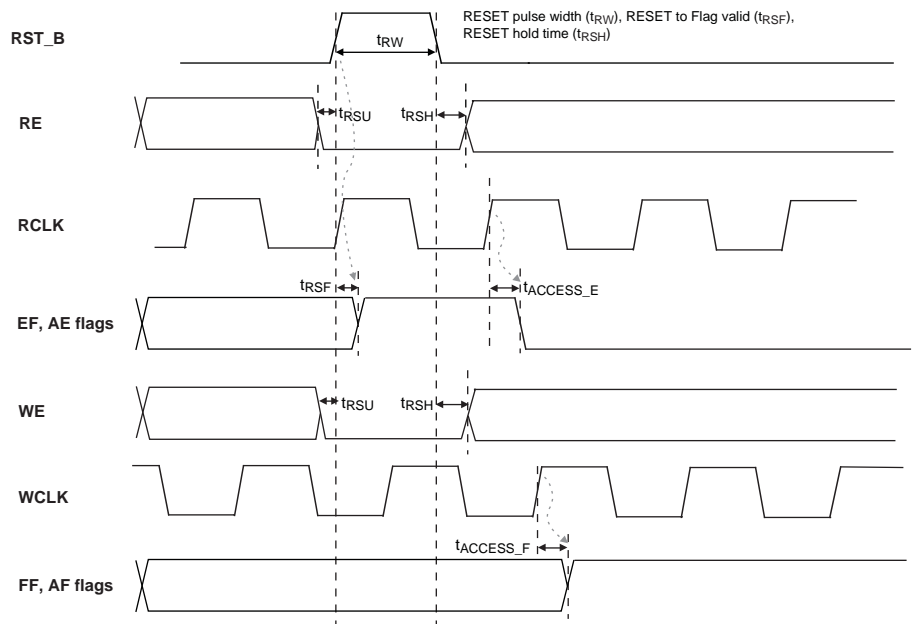 RESET pulse width (tRW), RESET to Flag valid (tRSF),
RESET hold time (tRSH)
RST_B
tRW
RE
tRSU
tRSH
RCLK
tRSF
tACCESS_E
EF, AE flags
WE
tRSU
tRSH
WCLK
tACCESS_F
FF, AF flags